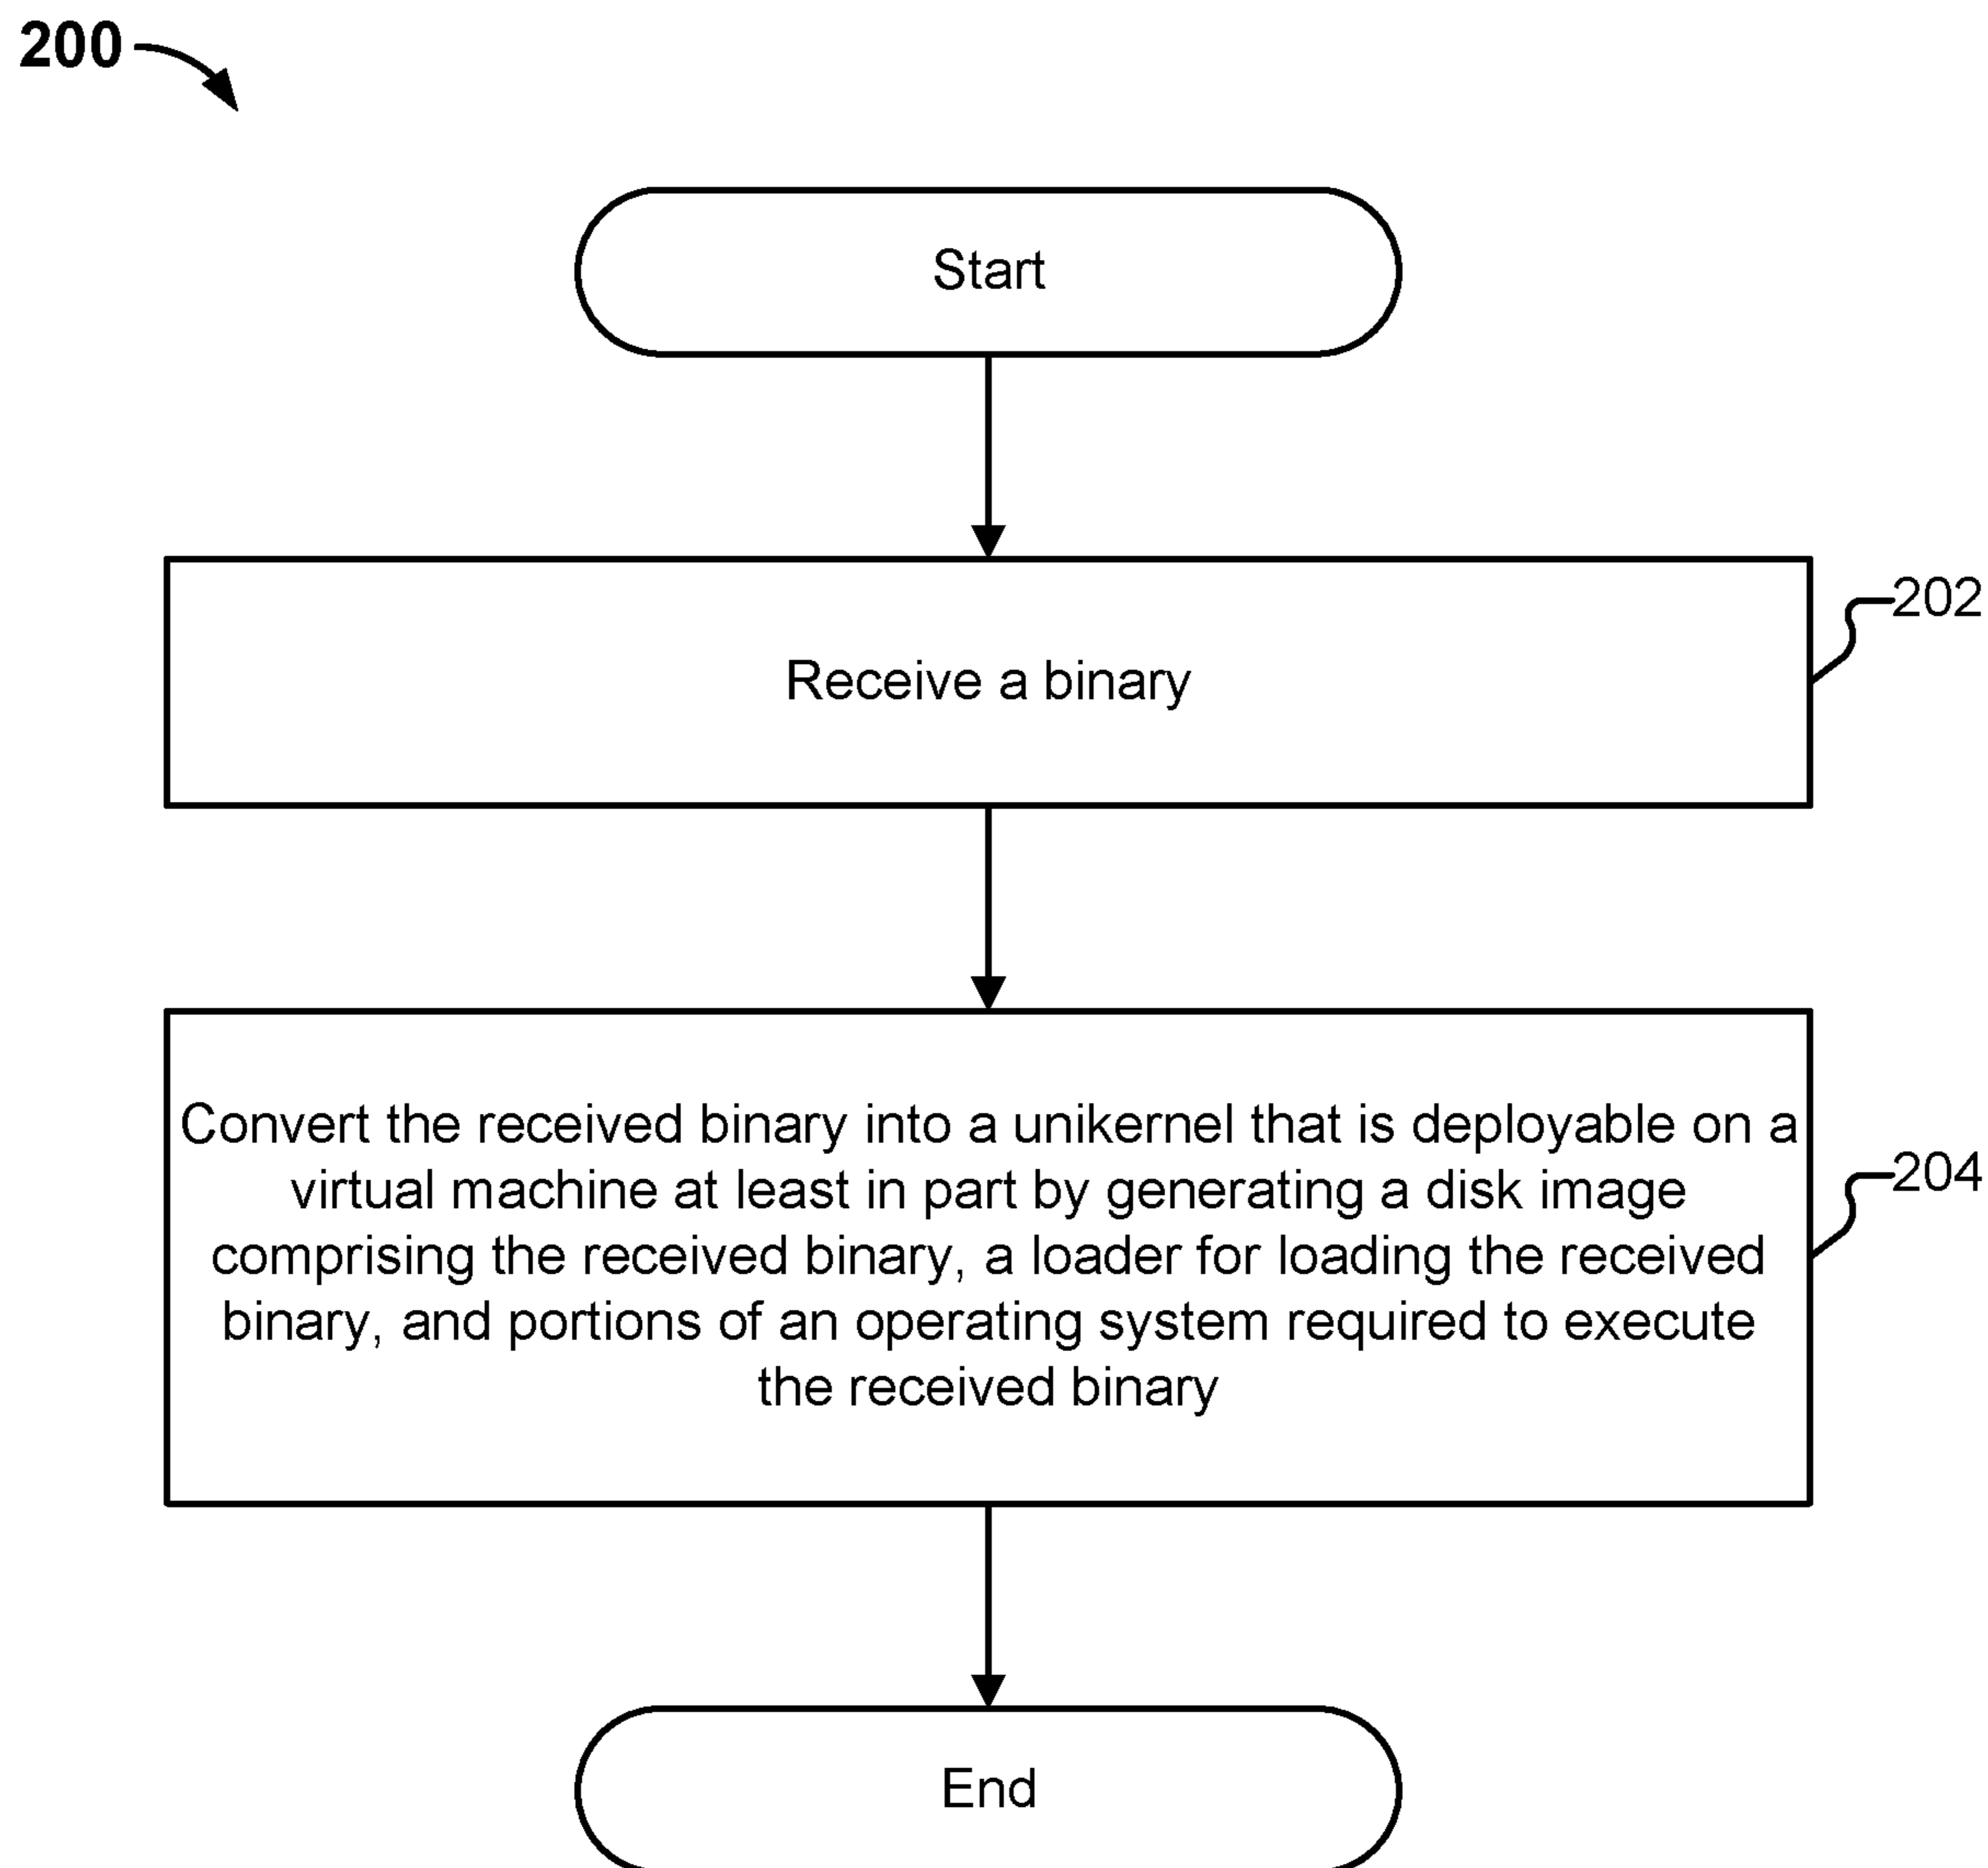 200
Start
Receive a binary
202
Convert the received binary into a unikernel that is deployable on a
virtual machine at least in part by generating a disk image
comprising the received binary, a loader for loading the received
binary, and portions of an operating system required to execute
the received binary
204
End